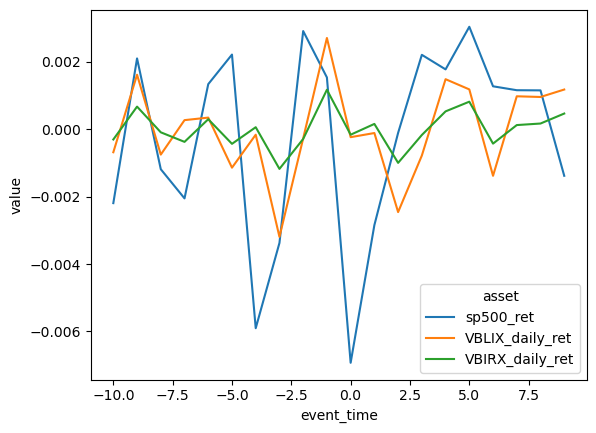 0.002
0.000
−0.002
−0.004
−0.006
value
−10.0
−7.5
−5.0
−2.5
0.0
2.5
5.0
7.5
event_time
asset
sp500_ret
VBLIX_daily_ret
VBIRX_daily_ret